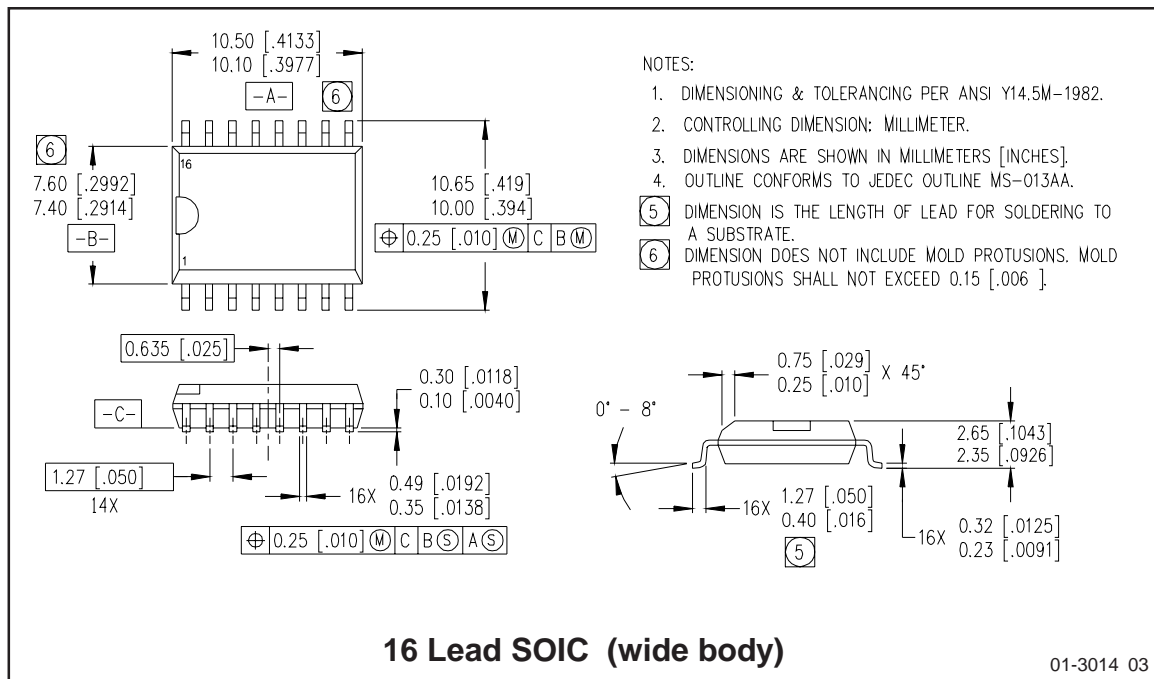 10.50 [.4133]
10.10 [.3977]
-A-
6
6
7.60 [.2992]
7.40 [.2914]
-B-
16
1
10.65 [.419]
10.00 [.394]
⌖ 0.25 [.010] Ⓜ C B Ⓜ
NOTES:
1. DIMENSIONING & TOLERANCING PER ANSI Y14.5M-1982.
2. CONTROLLING DIMENSION: MILLIMETER.
3. DIMENSIONS ARE SHOWN IN MILLIMETERS [INCHES].
4. OUTLINE CONFORMS TO JEDEC OUTLINE MS-013AA.
5 DIMENSION IS THE LENGTH OF LEAD FOR SOLDERING TO
A SUBSTRATE.
6 DIMENSION DOES NOT INCLUDE MOLD PROTUSIONS. MOLD
PROTUSIONS SHALL NOT EXCEED 0.15 [.006 ].
0.635 [.025]
-C-
0.30 [.0118]
0.10 [.0040]
1.27 [.050]
14X
16X 0.49 [.0192]
0.35 [.0138]
⌖ 0.25 [.010] Ⓜ C B Ⓢ A Ⓢ
0.75 [.029]
0.25 [.010]
X 45°
0° - 8°
2.65 [.1043]
2.35 [.0926]
16X 1.27 [.050]
0.40 [.016]
5
16X 0.32 [.0125]
0.23 [.0091]
16 Lead SOIC (wide body)
01-3014 03